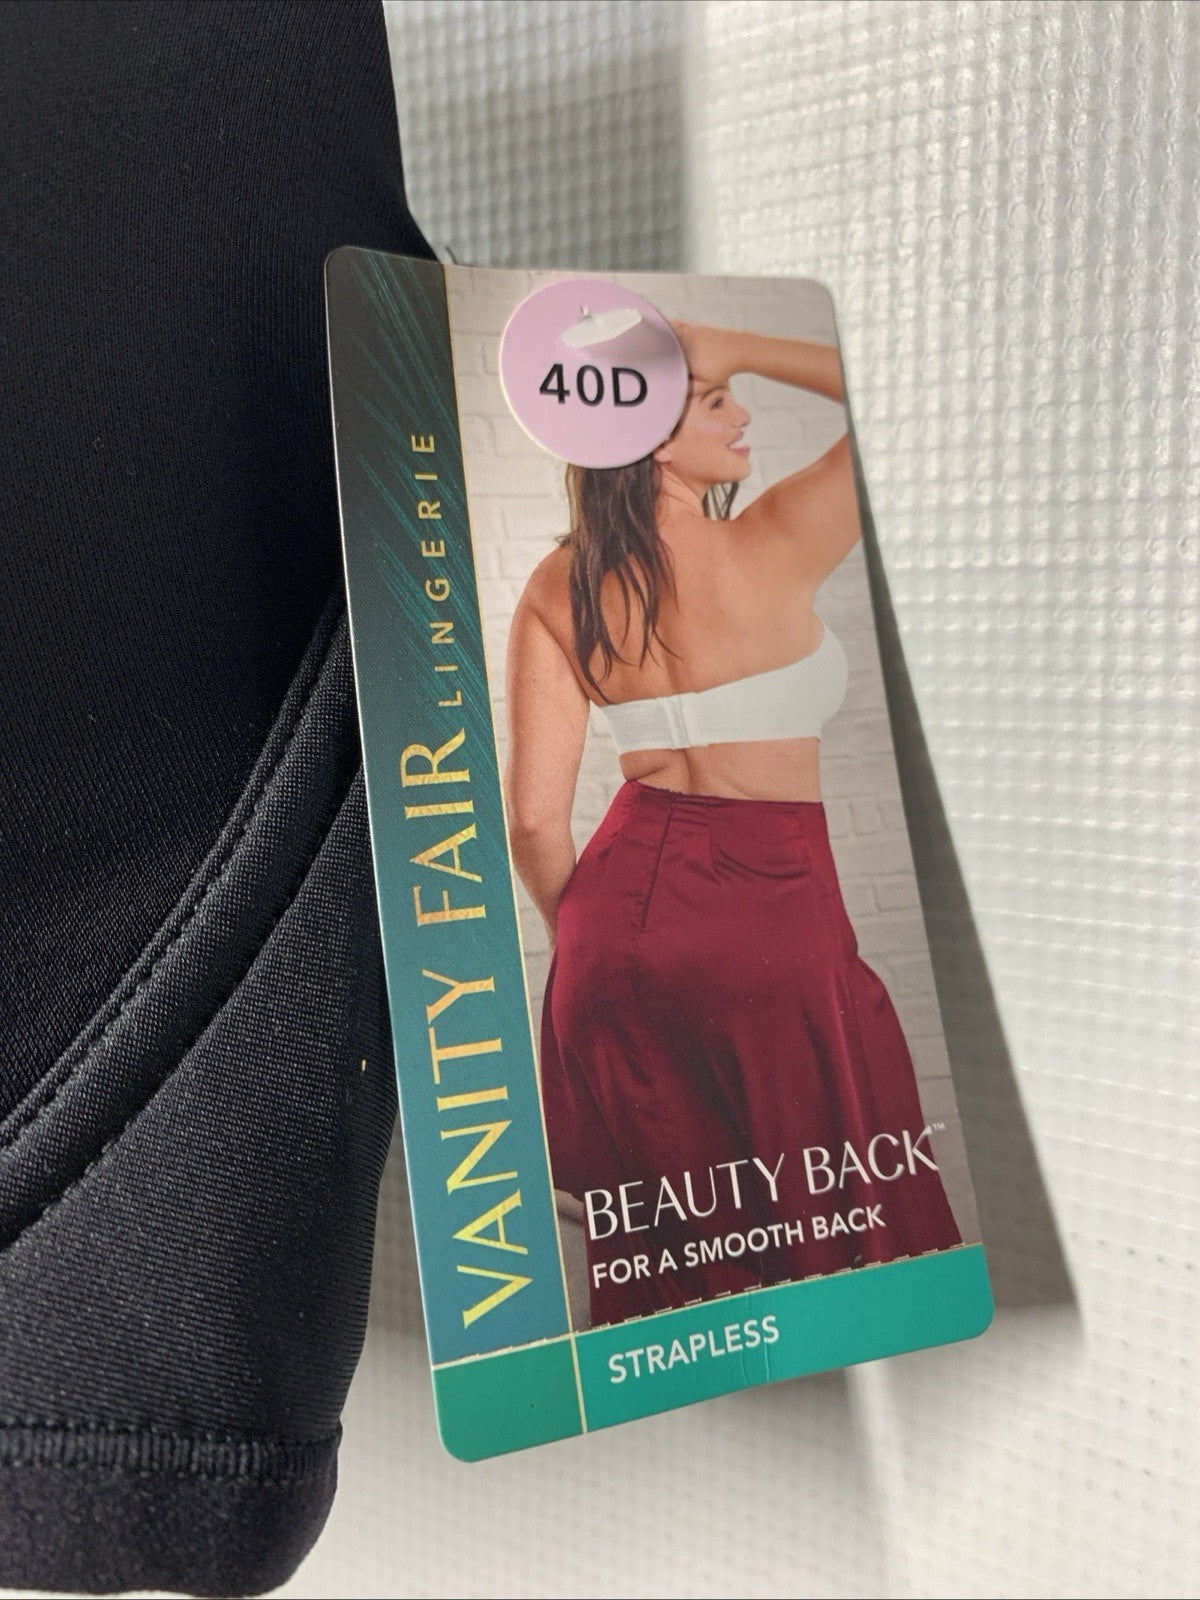 40D
VANITY FAIR LINGERIE
BEAUTY BACK™
FOR A SMOOTH BACK
STRAPLESS